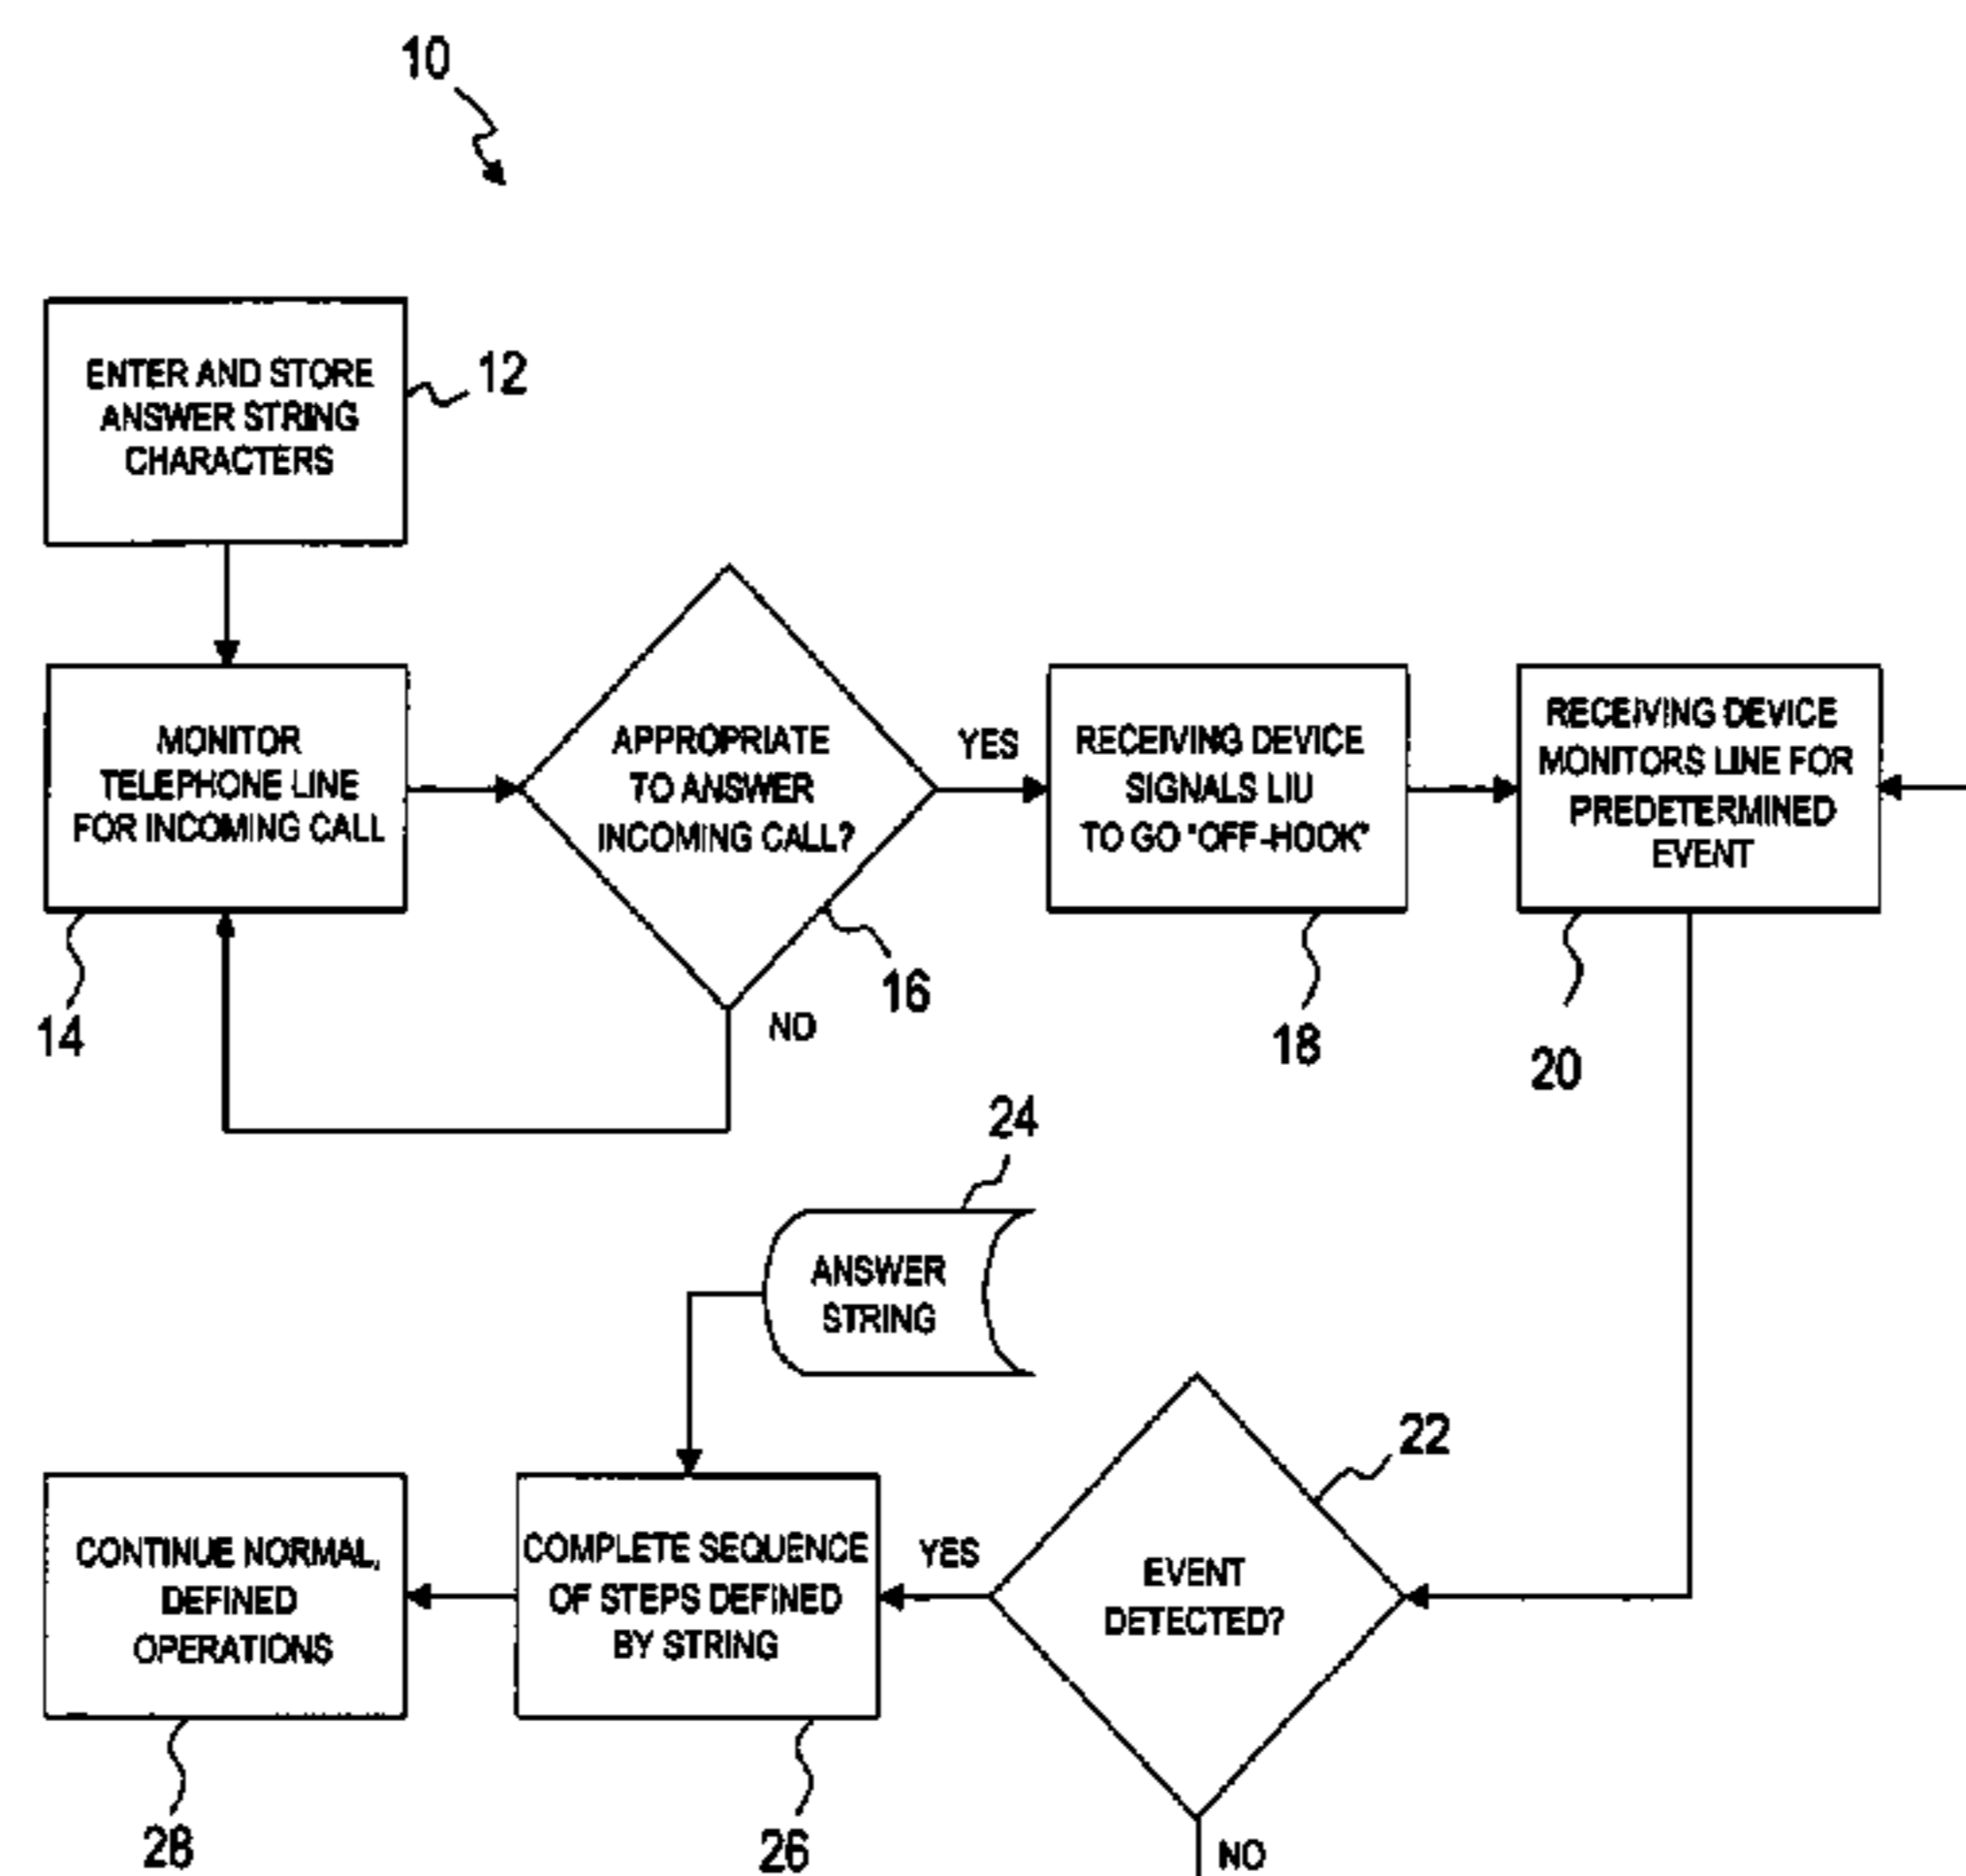 10
ENTER AND STORE
ANSWER STRING
CHARACTERS
12
MONITOR
TELEPHONE LINE
FOR INCOMING CALL
14
APPROPRIATE
TO ANSWER
INCOMING CALL?
16
YES
NO
RECEIVING DEVICE
SIGNALS LIU
TO GO "OFF-HOOK"
18
RECEIVING DEVICE
MONITORS LINE FOR
PREDETERMINED
EVENT
20
24
ANSWER
STRING
22
EVENT
DETECTED?
YES
NO
COMPLETE SEQUENCE
OF STEPS DEFINED
BY STRING
26
CONTINUE NORMAL,
DEFINED
OPERATIONS
28